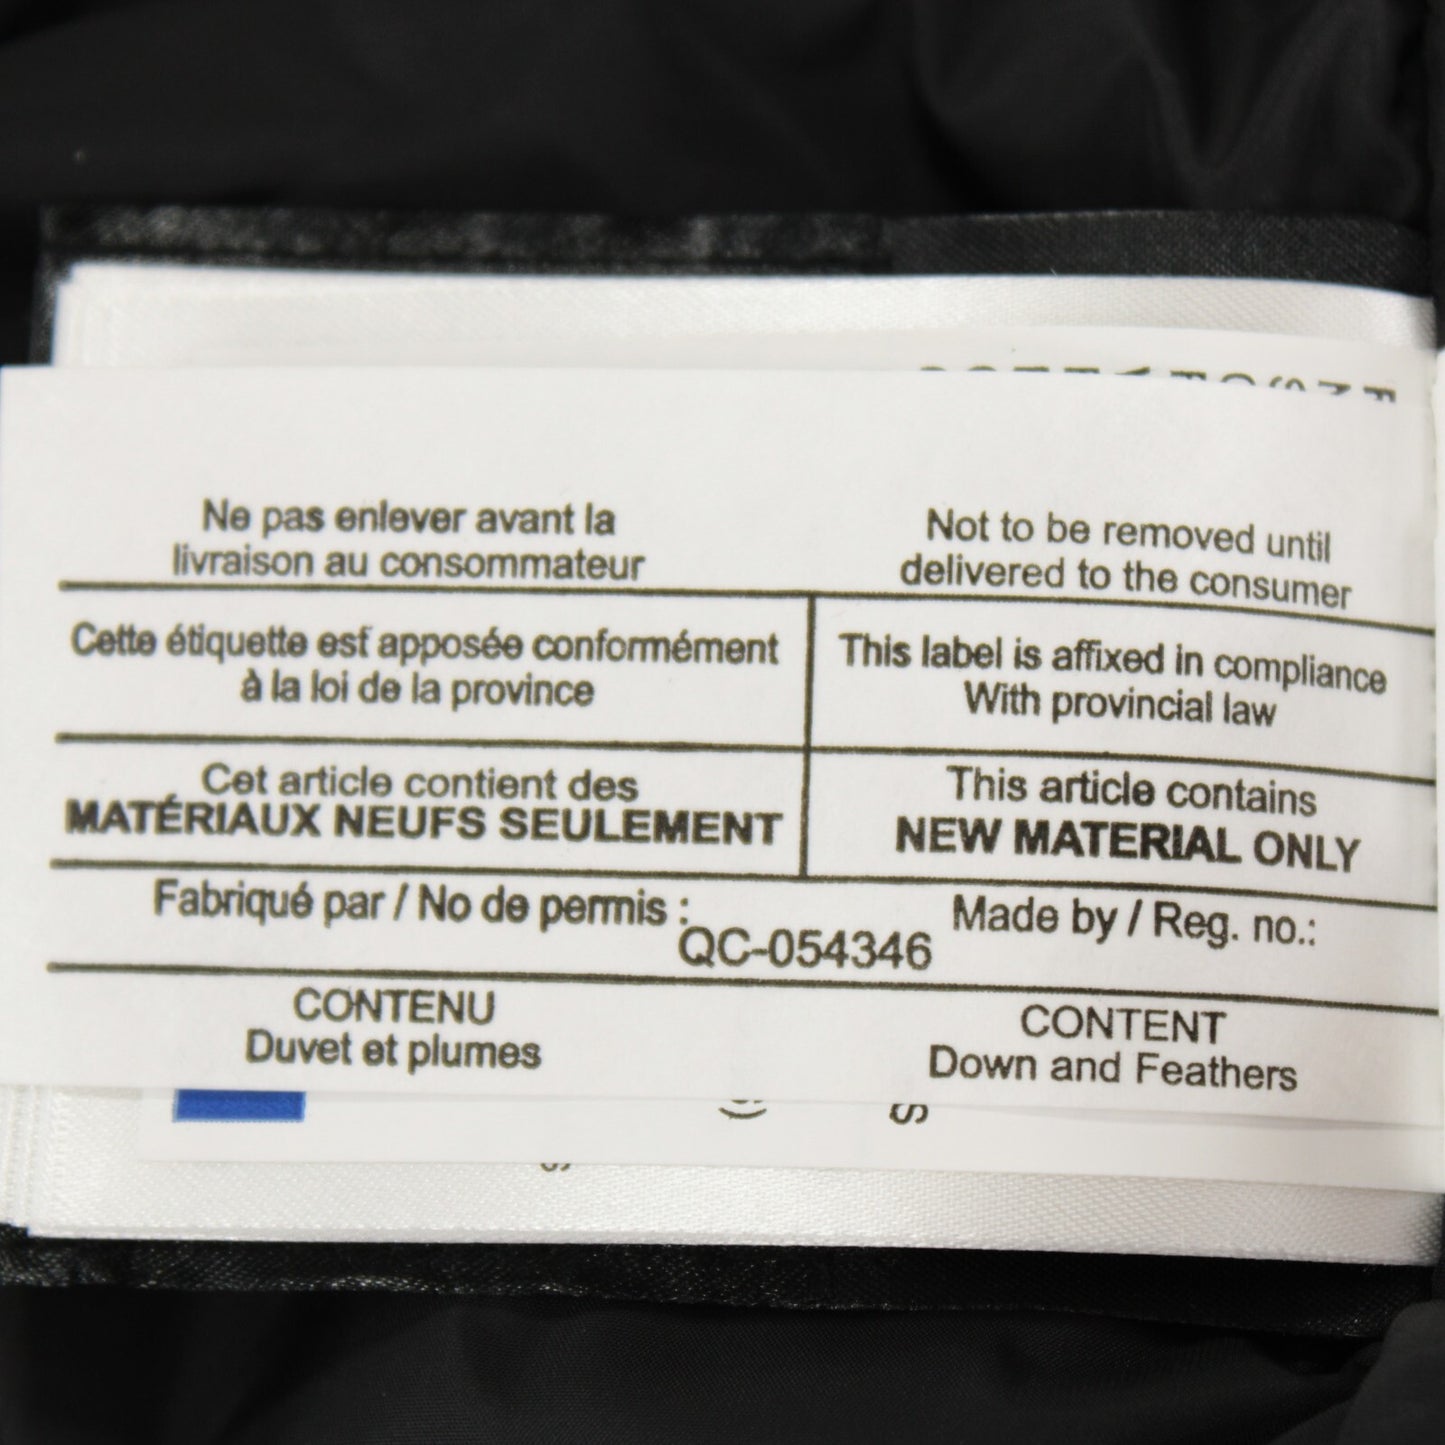 Ne pas enlever avant la
livraison au consommateur
Not to be removed until
delivered to the consumer
Cette étiquette est apposée conformément
à la loi de la province
This label is affixed in compliance
With provincial law
Cet article contient des
MATÉRIAUX NEUFS SEULEMENT
This article contains
NEW MATERIAL ONLY
Fabriqué par / No de permis :
QC-054346
Made by / Reg. no.:
CONTENU
Duvet et plumes
CONTENT
Down and Feathers